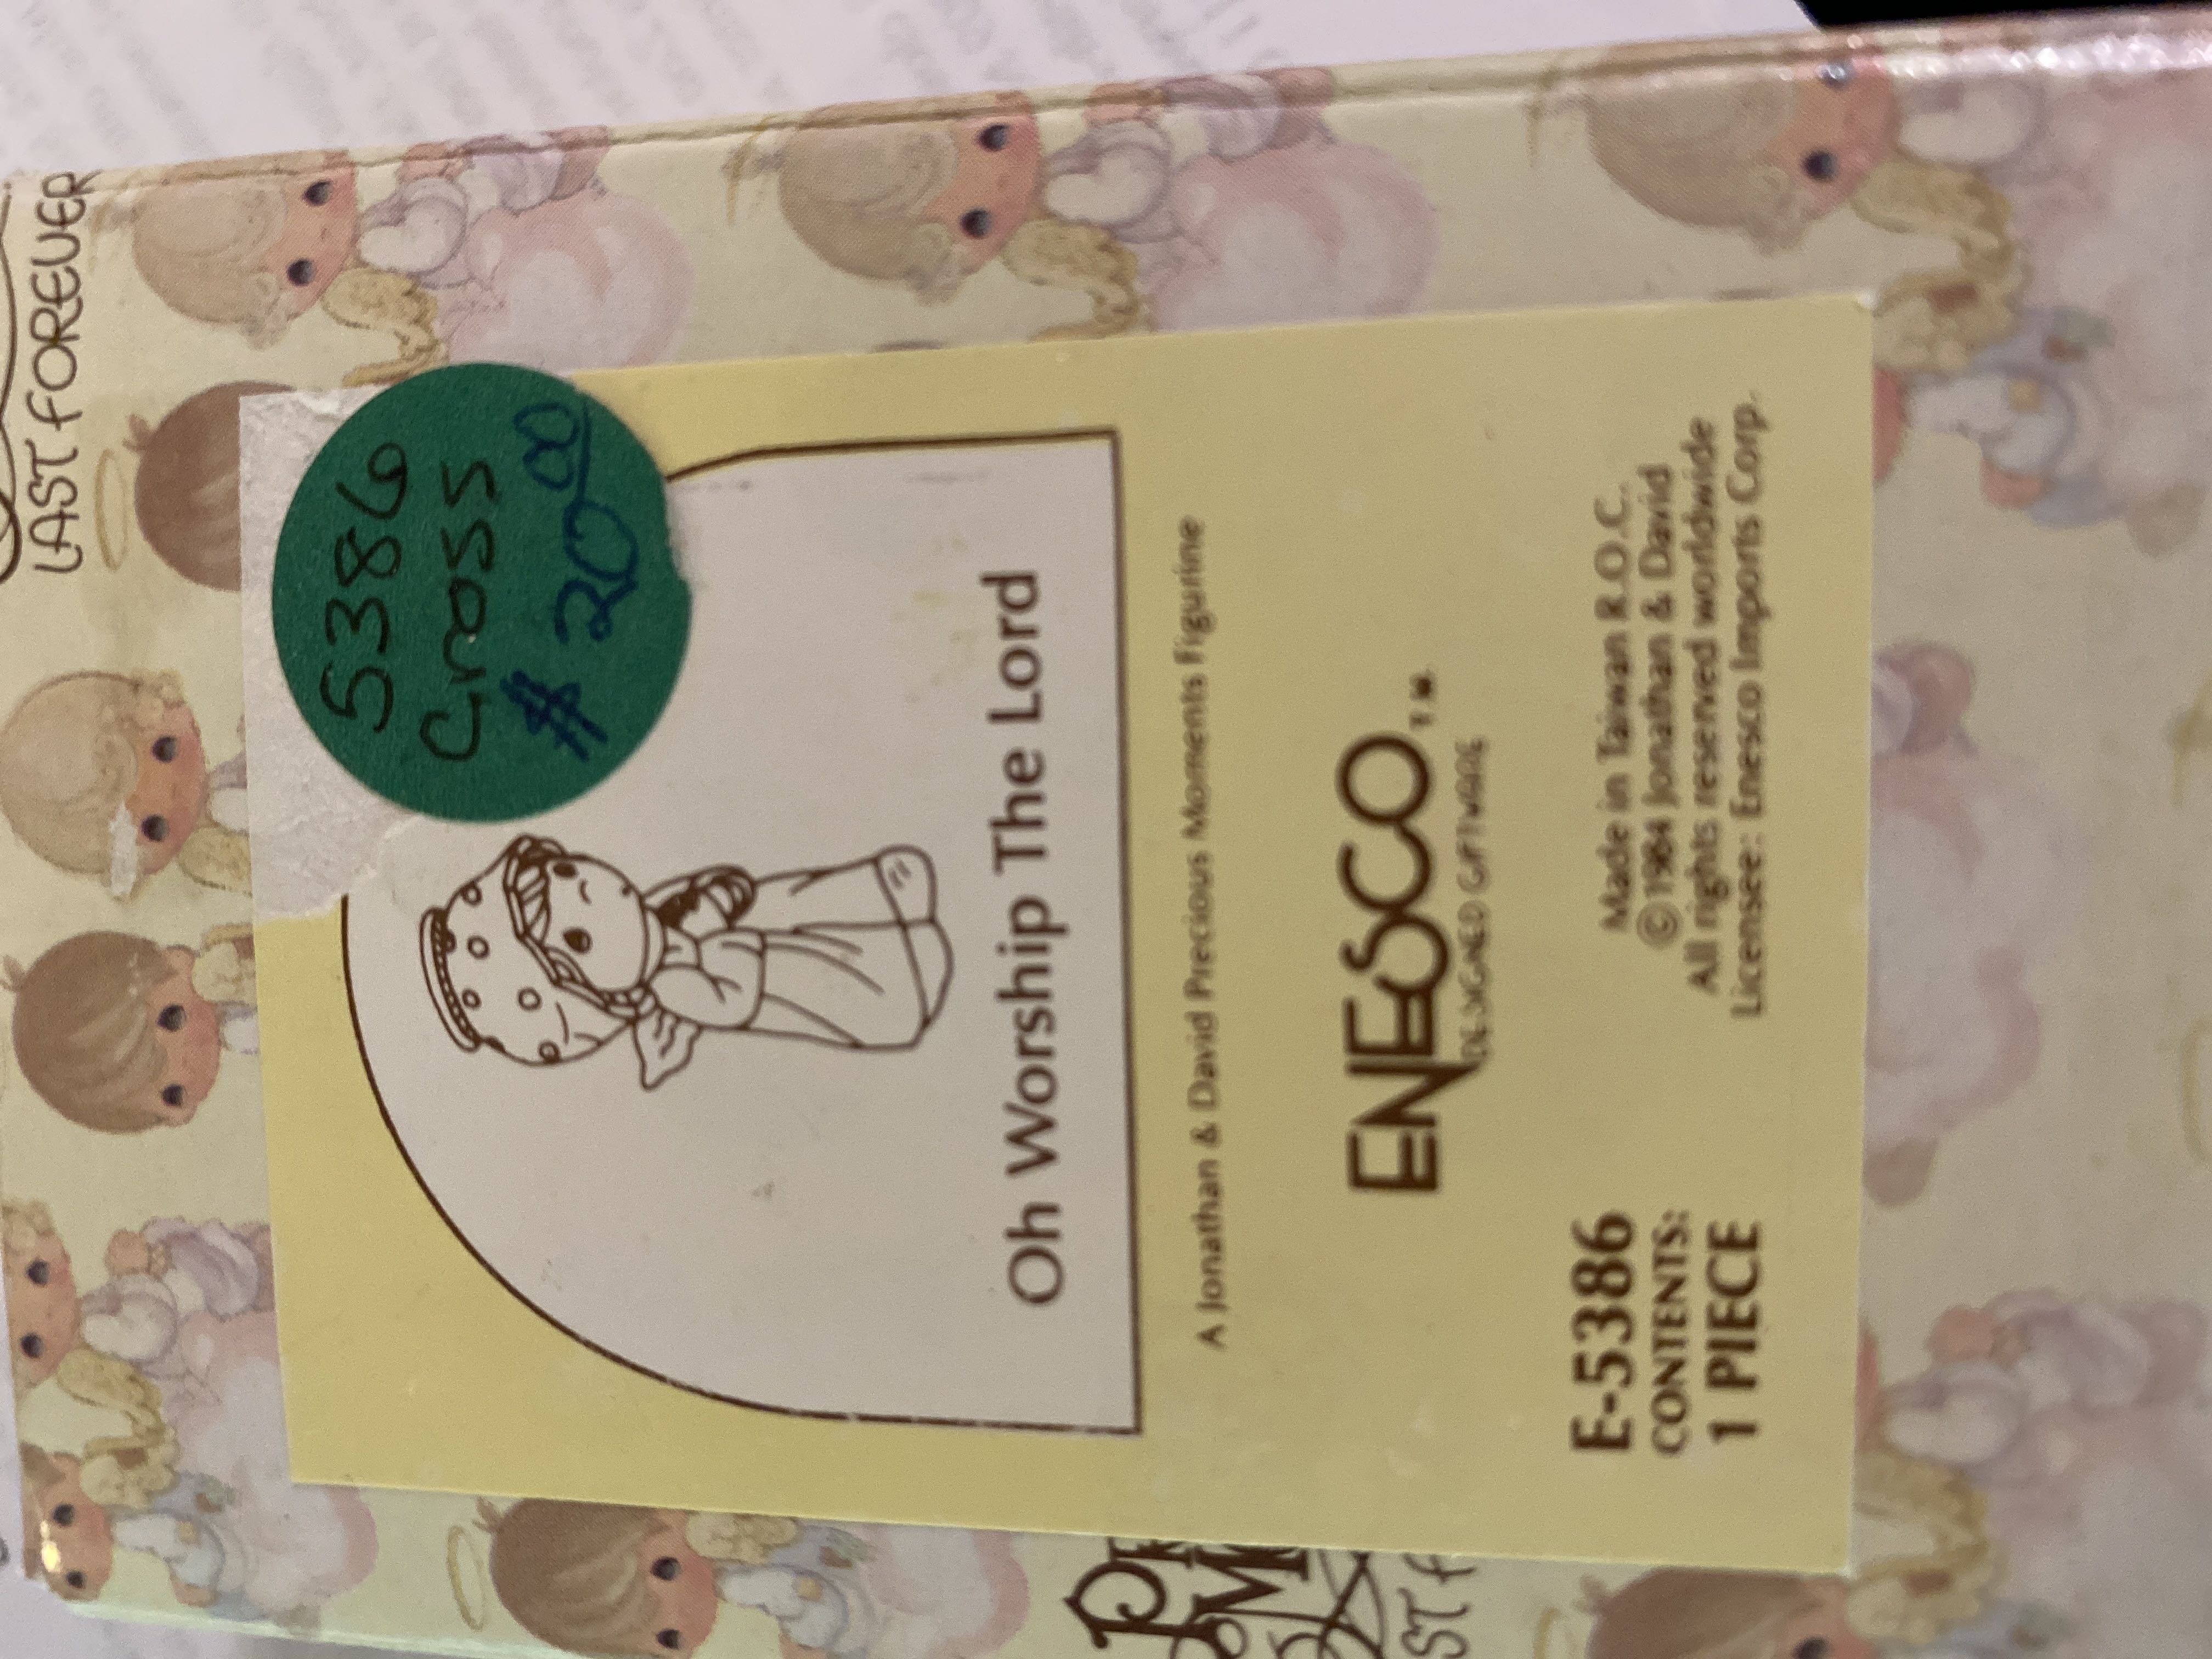 LAST FOREVER
5386
Cross
$ 20 00
Oh Worship The Lord
A Jonathan & David Precious Moments Figurine
ENESCO T.M.
DESIGNED GIFTWARE
E-5386
CONTENTS:
1 PIECE
Made in Taiwan R.O.C.
© 1984 Jonathan & David
All rights reserved worldwide
Licensee: Enesco Imports Corp.